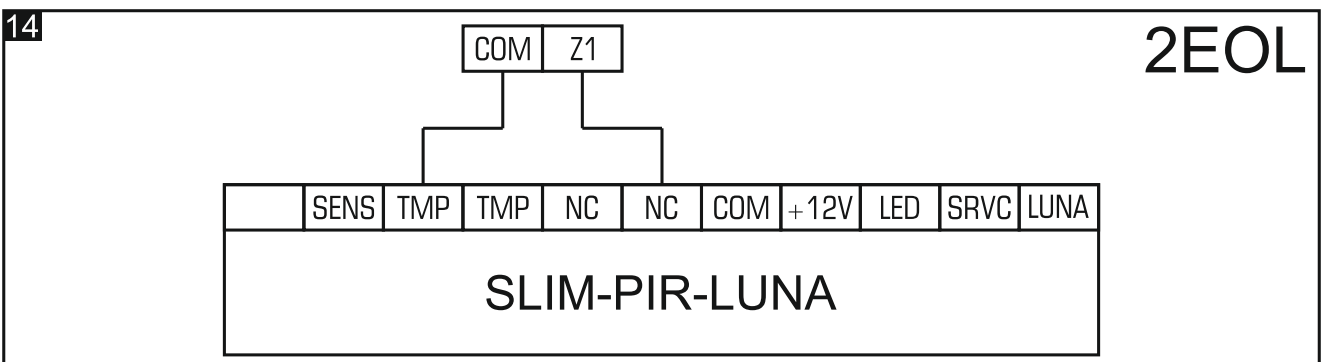 14
2EOL
COM Z1
SENS TMP TMP NC NC COM +12V LED SRVC LUNA
SLIM-PIR-LUNA